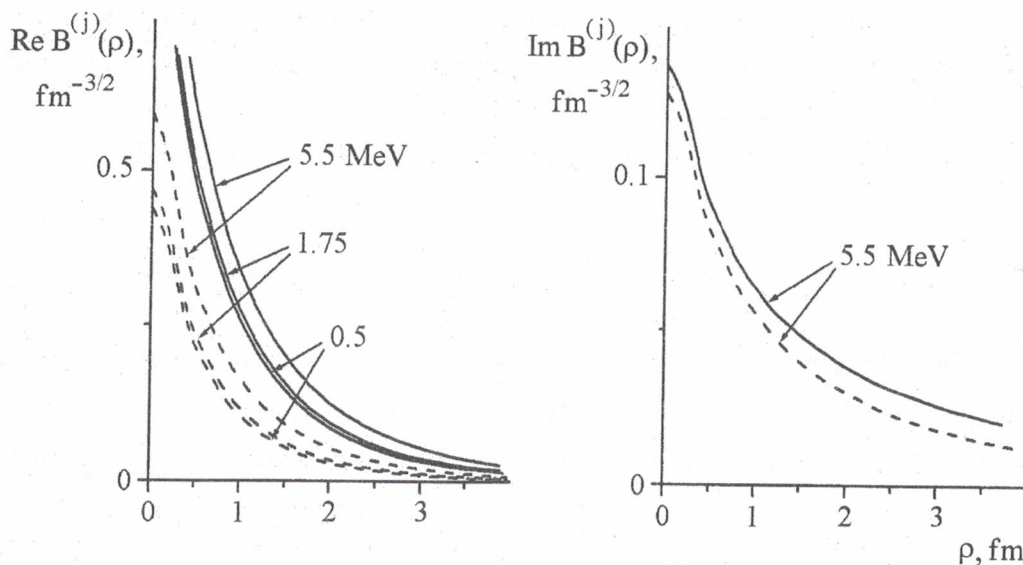 Re B(j)(ρ),
fm−3/2
0.5
0
5.5 MeV
1.75
0.5
0 1 2 3
Im B(j)(ρ),
fm−3/2
0.1
0
5.5 MeV
0 1 2 3
ρ, fm